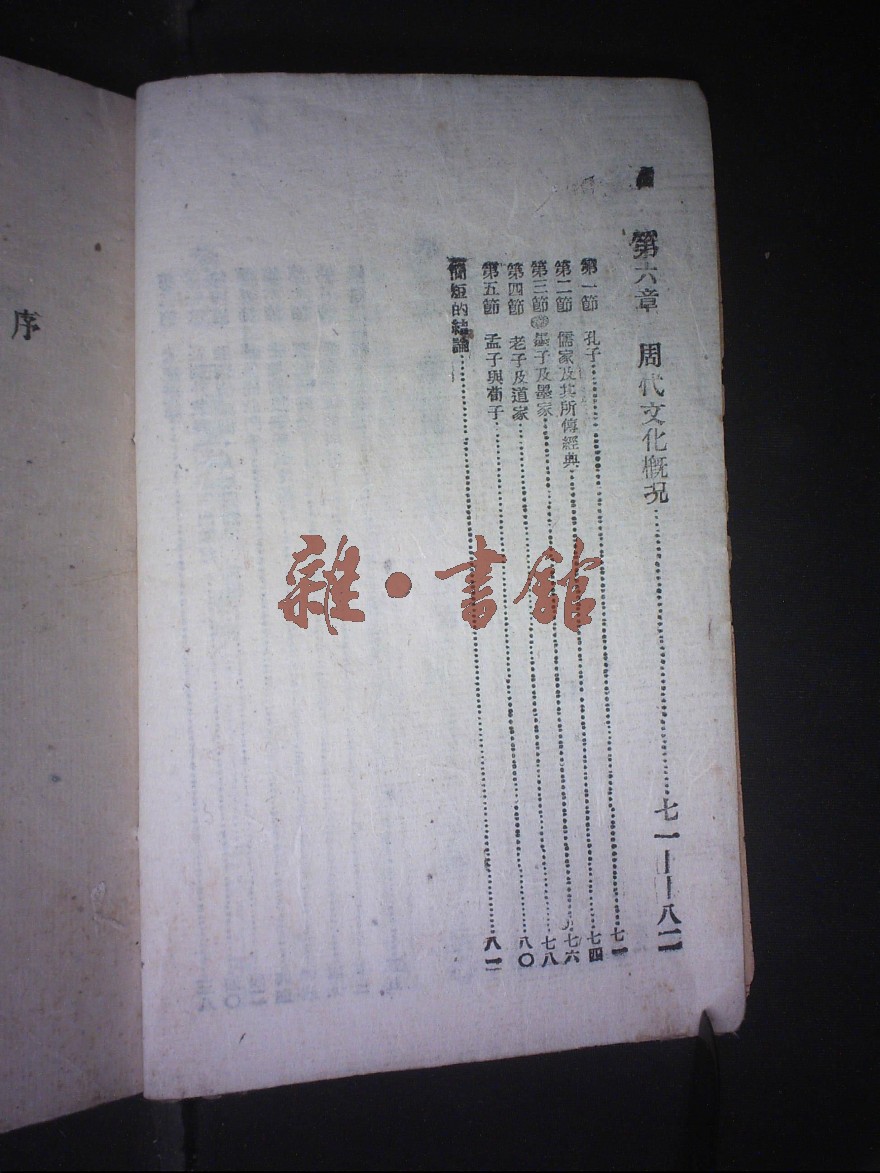 第六章 周代文化概況……七一——八二
第一節 孔子……七一
第二節 儒家及其所傳經典……七四
第三節 墨子及墨家……七六
第四節 老子及道家……七八
第五節 孟子與荀子……八〇
簡短的結論……八二
序
雜·書館